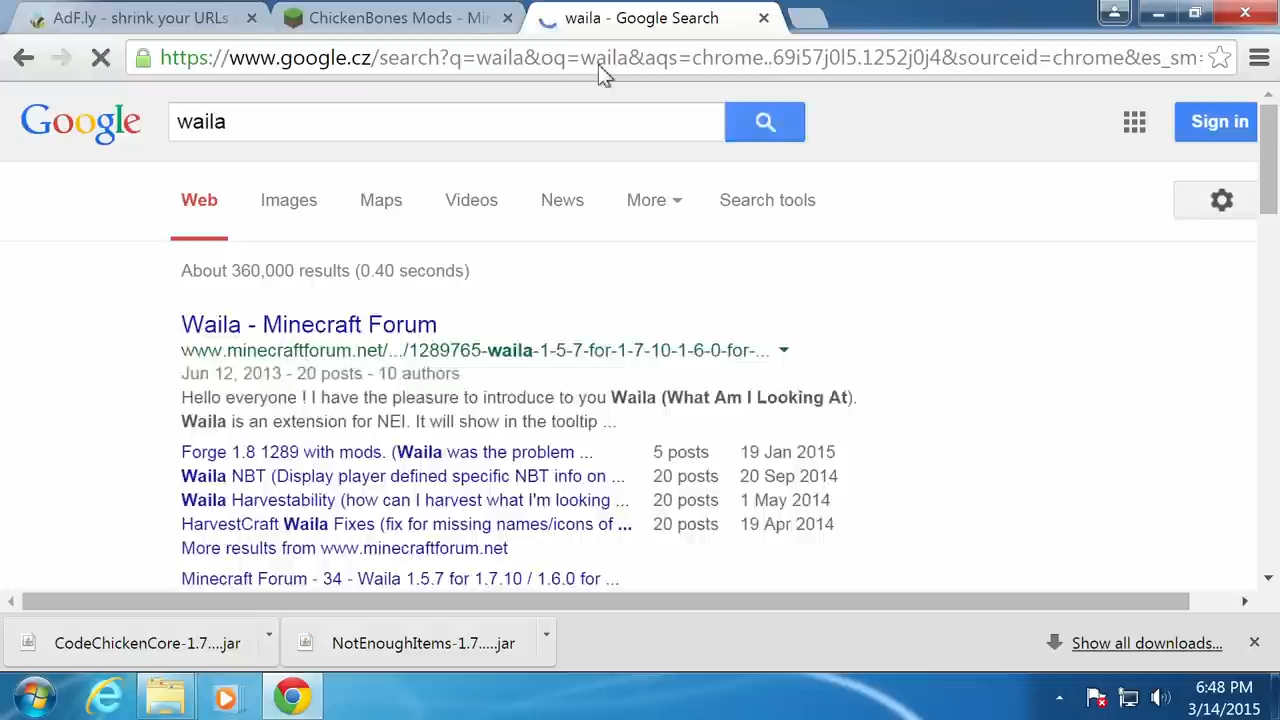 AdF.ly - shrink your URLs
ChickenBones Mods - Mi
waila - Google Search
https://www.google.cz/search?q=waila&oq=waila&aqs=chrome..69i57j0l5.1252j0j4&sourceid=chrome&es_sm=
Google
waila
Sign in
Web
Images
Maps
Videos
News
More
Search tools
About 360,000 results (0.40 seconds)
Waila - Minecraft Forum
www.minecraftforum.net/.../1289765-waila-1-5-7-for-1-7-10-1-6-0-for-...
Jun 12, 2013 - 20 posts - 10 authors
Hello everyone ! I have the pleasure to introduce to you Waila (What Am I Looking At).
Waila is an extension for NEI. It will show in the tooltip ...
Forge 1.8 1289 with mods. (Waila was the problem ... 5 posts 19 Jan 2015
Waila NBT (Display player defined specific NBT info on ... 20 posts 20 Sep 2014
Waila Harvestability (how can I harvest what I'm looking ... 20 posts 1 May 2014
HarvestCraft Waila Fixes (fix for missing names/icons of ... 20 posts 19 Apr 2014
More results from www.minecraftforum.net
Minecraft Forum - 34 - Waila 1.5.7 for 1.7.10 / 1.6.0 for ...
CodeChickenCore-1.7....jar
NotEnoughItems-1.7.....jar
Show all downloads...
6:48 PM
3/14/2015